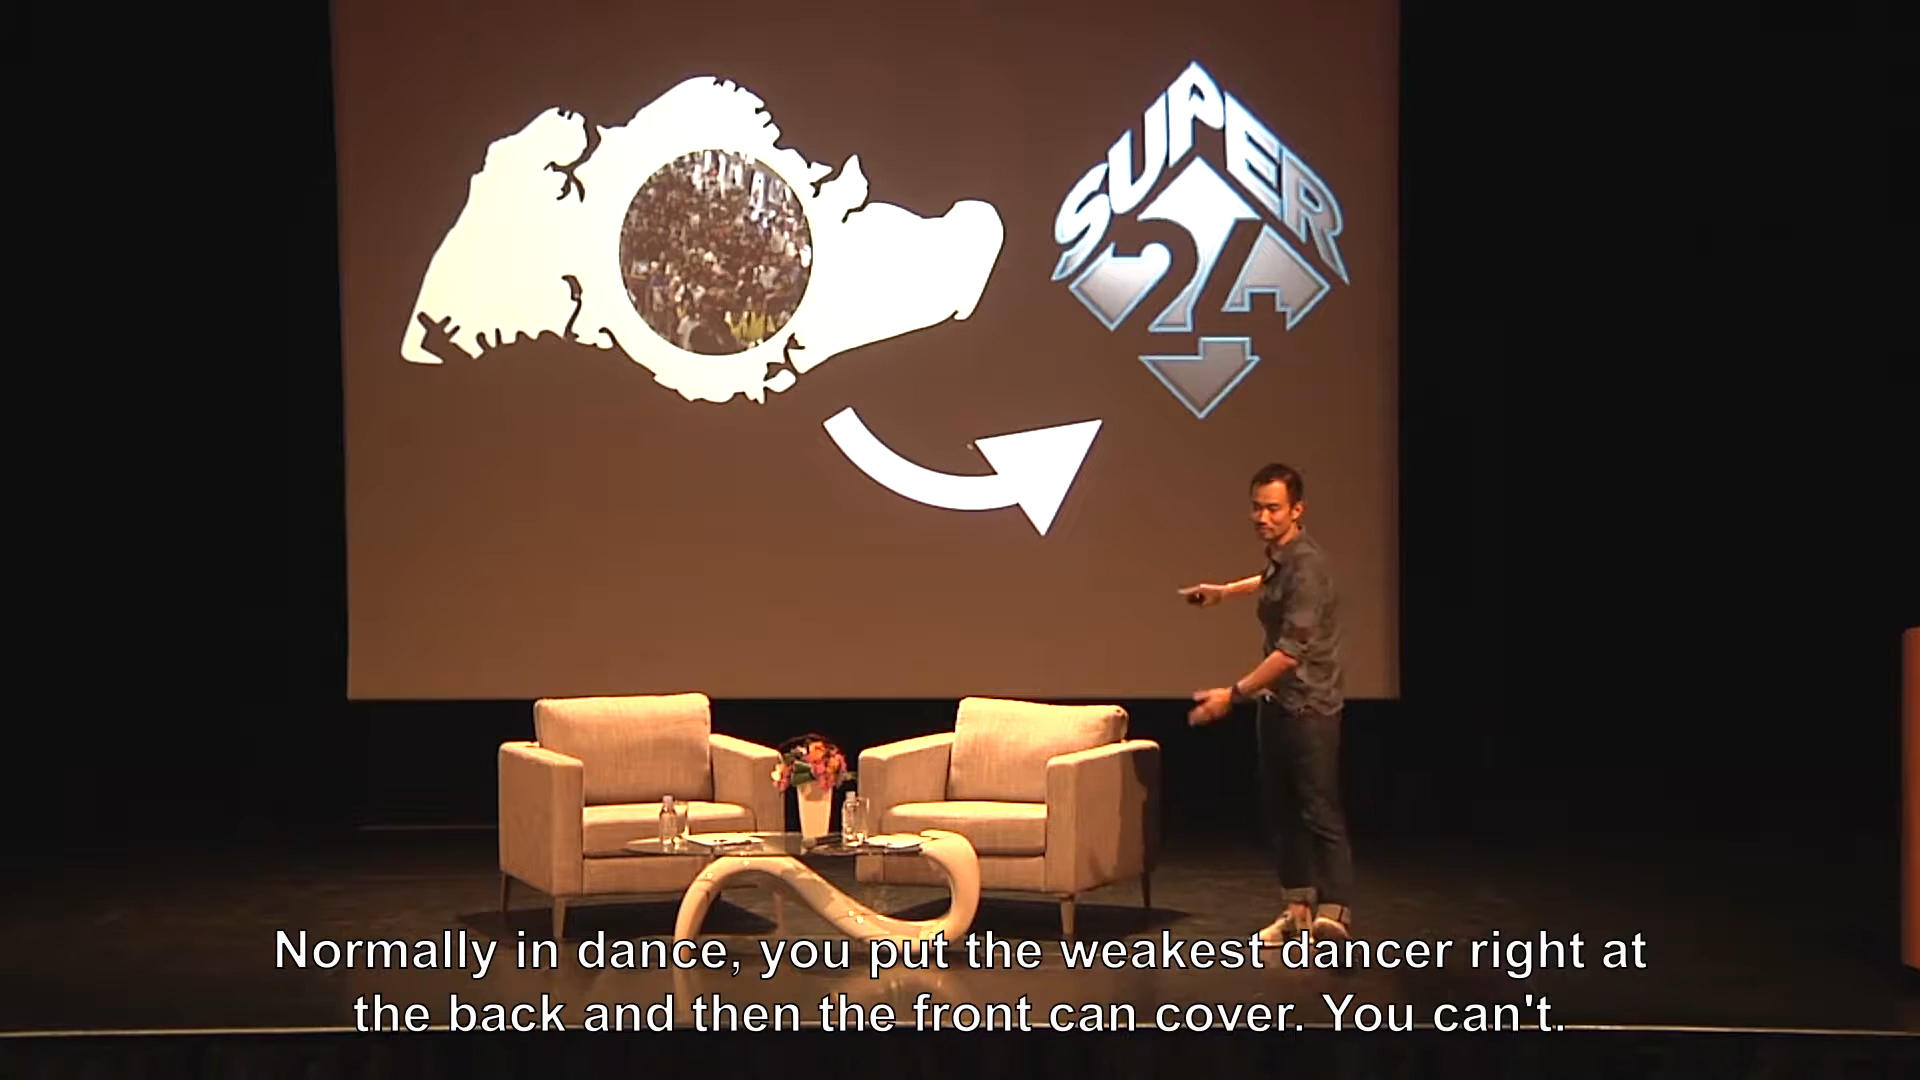 SUPER
24
Normally in dance, you put the weakest dancer right at
the back and then the front can cover. You can't.